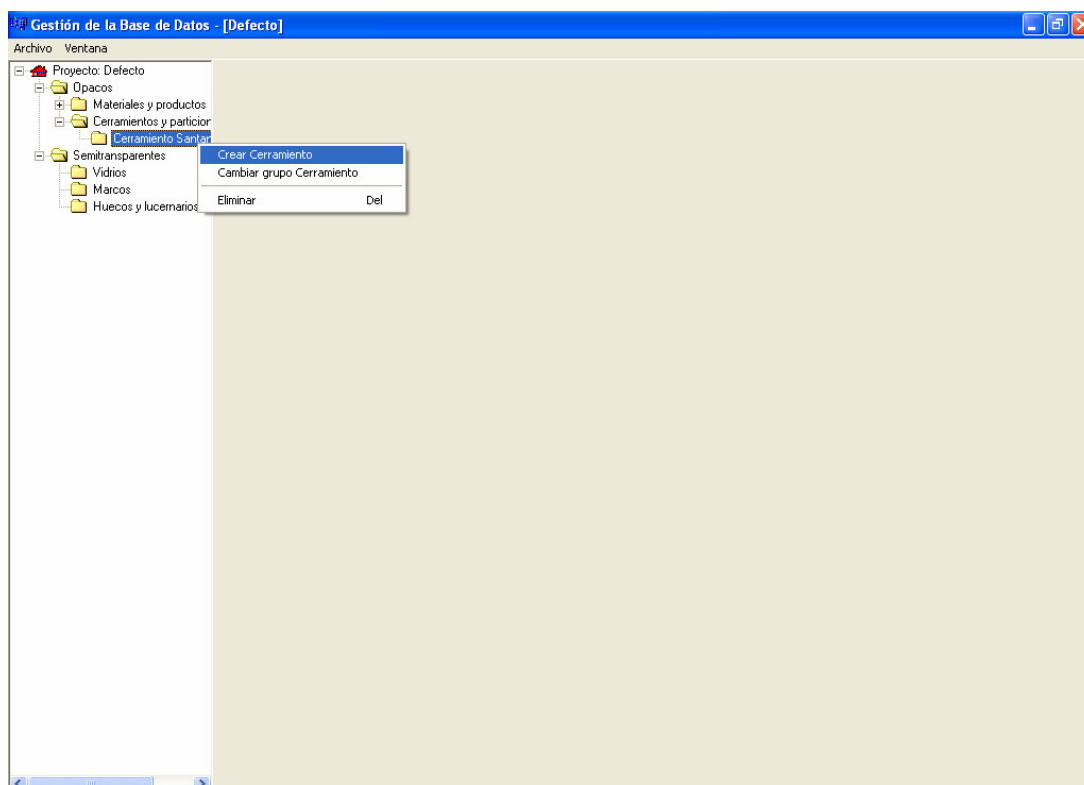 Gestión de la Base de Datos - [Defecto]
Archivo Ventana
Proyecto: Defecto
Opacos
Materiales y productos
Cerramientos y particior
Cerramiento Santar
Semitransparentes
Vidrios
Marcos
Huecos y lucernarios
Crear Cerramiento
Cambiar grupo Cerramiento
Eliminar Del